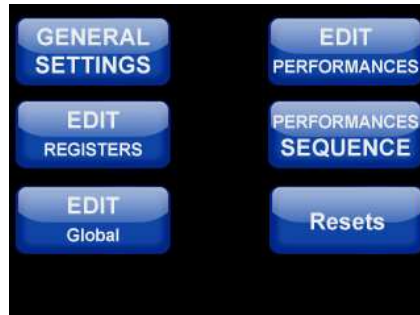 GENERAL
SETTINGS
EDIT
PERFORMANCES
EDIT
REGISTERS
PERFORMANCES
SEQUENCE
EDIT
Global
Resets